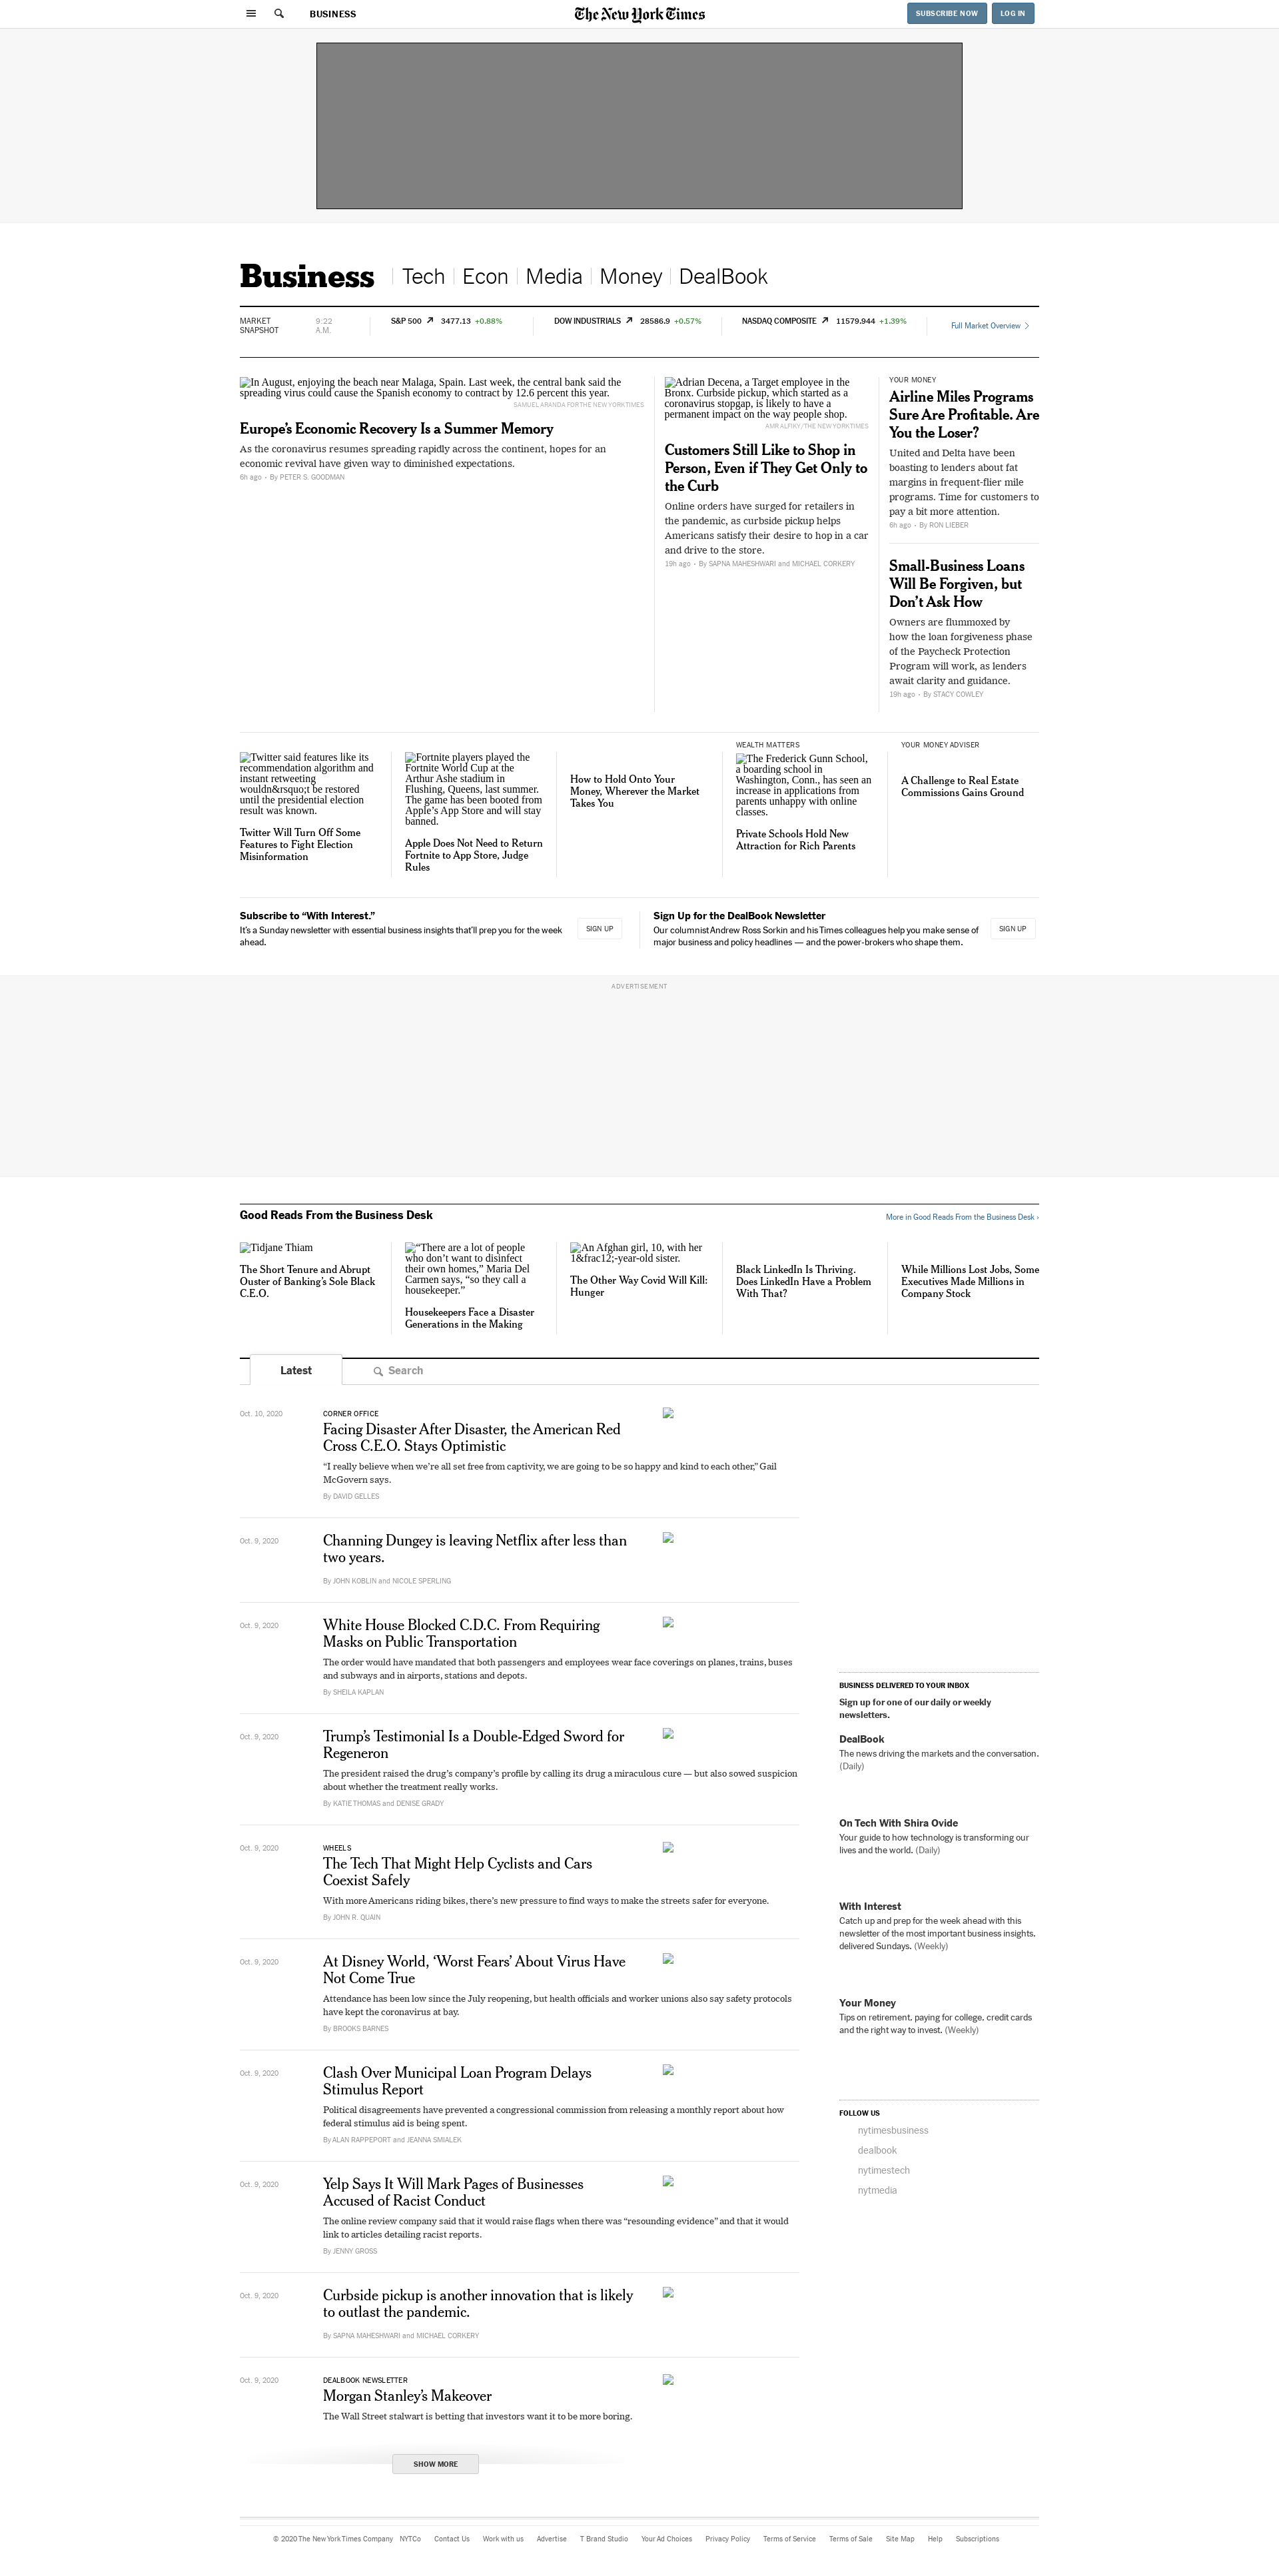 BUSINESS
The New York Times
SUBSCRIBE NOW
LOG IN
Business
Tech
Econ
Media
Money
DealBook
MARKET
SNAPSHOT
9:22
A.M.
S&P 500 3477.13 +0.88%
DOW INDUSTRIALS 28586.9 +0.57%
NASDAQ COMPOSITE 11579.944 +1.39%
Full Market Overview
In August, enjoying the beach near Malaga, Spain. Last week, the central bank said the
spreading virus could cause the Spanish economy to contract by 12.6 percent this year.
SAMUEL ARANDA FOR THE NEW YORK TIMES
Europe’s Economic Recovery Is a Summer Memory
As the coronavirus resumes spreading rapidly across the continent, hopes for an
economic revival have given way to diminished expectations.
6h ago • By PETER S. GOODMAN
Adrian Decena, a Target employee in the
Bronx. Curbside pickup, which started as a
coronavirus stopgap, is likely to have a
permanent impact on the way people shop.
AMR ALFIKY/THE NEW YORK TIMES
Customers Still Like to Shop in
Person, Even if They Get Only to
the Curb
Online orders have surged for retailers in
the pandemic, as curbside pickup helps
Americans satisfy their desire to hop in a car
and drive to the store.
19h ago • By SAPNA MAHESHWARI and MICHAEL CORKERY
YOUR MONEY
Airline Miles Programs
Sure Are Profitable. Are
You the Loser?
United and Delta have been
boasting to lenders about fat
margins in frequent-flier mile
programs. Time for customers to
pay a bit more attention.
6h ago • By RON LIEBER
Small-Business Loans
Will Be Forgiven, but
Don’t Ask How
Owners are flummoxed by
how the loan forgiveness phase
of the Paycheck Protection
Program will work, as lenders
await clarity and guidance.
19h ago • By STACY COWLEY
Twitter said features like its
recommendation algorithm and
instant retweeting
wouldn&rsquo;t be restored
until the presidential election
result was known.
Twitter Will Turn Off Some
Features to Fight Election
Misinformation
Fortnite players played the
Fortnite World Cup at the
Arthur Ashe stadium in
Flushing, Queens, last summer.
The game has been booted from
Apple’s App Store and will stay
banned.
Apple Does Not Need to Return
Fortnite to App Store, Judge
Rules
How to Hold Onto Your
Money, Wherever the Market
Takes You
WEALTH MATTERS
The Frederick Gunn School,
a boarding school in
Washington, Conn., has seen an
increase in applications from
parents unhappy with online
classes.
Private Schools Hold New
Attraction for Rich Parents
YOUR MONEY ADVISER
A Challenge to Real Estate
Commissions Gains Ground
Subscribe to “With Interest.”
It’s a Sunday newsletter with essential business insights that’ll prep you for the week
ahead.
SIGN UP
Sign Up for the DealBook Newsletter
Our columnist Andrew Ross Sorkin and his Times colleagues help you make sense of
major business and policy headlines — and the power-brokers who shape them.
SIGN UP
ADVERTISEMENT
Good Reads From the Business Desk
More in Good Reads From the Business Desk ›
Tidjane Thiam
The Short Tenure and Abrupt
Ouster of Banking’s Sole Black
C.E.O.
“There are a lot of people
who don’t want to disinfect
their own homes,” Maria Del
Carmen says, “so they call a
housekeeper.”
Housekeepers Face a Disaster
Generations in the Making
An Afghan girl, 10, with her
1&frac12;-year-old sister.
The Other Way Covid Will Kill:
Hunger
Black LinkedIn Is Thriving.
Does LinkedIn Have a Problem
With That?
While Millions Lost Jobs, Some
Executives Made Millions in
Company Stock
Latest
Search
Oct. 10, 2020
CORNER OFFICE
Facing Disaster After Disaster, the American Red
Cross C.E.O. Stays Optimistic
“I really believe when we’re all set free from captivity, we are going to be so happy and kind to each other,” Gail
McGovern says.
By DAVID GELLES
Oct. 9, 2020
Channing Dungey is leaving Netflix after less than
two years.
By JOHN KOBLIN and NICOLE SPERLING
Oct. 9, 2020
White House Blocked C.D.C. From Requiring
Masks on Public Transportation
The order would have mandated that both passengers and employees wear face coverings on planes, trains, buses
and subways and in airports, stations and depots.
By SHEILA KAPLAN
Oct. 9, 2020
Trump’s Testimonial Is a Double-Edged Sword for
Regeneron
The president raised the drug’s company’s profile by calling its drug a miraculous cure — but also sowed suspicion
about whether the treatment really works.
By KATIE THOMAS and DENISE GRADY
Oct. 9, 2020
WHEELS
The Tech That Might Help Cyclists and Cars
Coexist Safely
With more Americans riding bikes, there’s new pressure to find ways to make the streets safer for everyone.
By JOHN R. QUAIN
Oct. 9, 2020
At Disney World, ‘Worst Fears’ About Virus Have
Not Come True
Attendance has been low since the July reopening, but health officials and worker unions also say safety protocols
have kept the coronavirus at bay.
By BROOKS BARNES
Oct. 9, 2020
Clash Over Municipal Loan Program Delays
Stimulus Report
Political disagreements have prevented a congressional commission from releasing a monthly report about how
federal stimulus aid is being spent.
By ALAN RAPPEPORT and JEANNA SMIALEK
Oct. 9, 2020
Yelp Says It Will Mark Pages of Businesses
Accused of Racist Conduct
The online review company said that it would raise flags when there was “resounding evidence” and that it would
link to articles detailing racist reports.
By JENNY GROSS
Oct. 9, 2020
Curbside pickup is another innovation that is likely
to outlast the pandemic.
By SAPNA MAHESHWARI and MICHAEL CORKERY
Oct. 9, 2020
DEALBOOK NEWSLETTER
Morgan Stanley’s Makeover
The Wall Street stalwart is betting that investors want it to be more boring.
SHOW MORE
BUSINESS DELIVERED TO YOUR INBOX
Sign up for one of our daily or weekly
newsletters.
DealBook
The news driving the markets and the conversation.
(Daily)
On Tech With Shira Ovide
Your guide to how technology is transforming our
lives and the world. (Daily)
With Interest
Catch up and prep for the week ahead with this
newsletter of the most important business insights,
delivered Sundays. (Weekly)
Your Money
Tips on retirement, paying for college, credit cards
and the right way to invest. (Weekly)
FOLLOW US
nytimesbusiness
dealbook
nytimestech
nytmedia
© 2020 The New York Times Company NYTCo Contact Us Work with us Advertise T Brand Studio Your Ad Choices Privacy Policy Terms of Service Terms of Sale Site Map Help Subscriptions